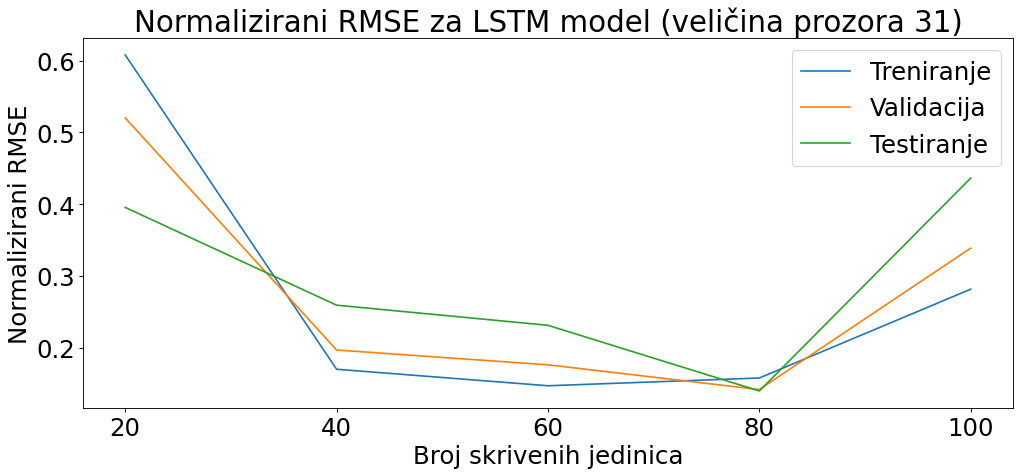 Normalizirani RMSE za LSTM model (veličina prozora 31)
Normalizirani RMSE
0.6
0.5
0.4
0.3
0.2
Treniranje
Validacija
Testiranje
20 40 60 80 100
Broj skrivenih jedinica